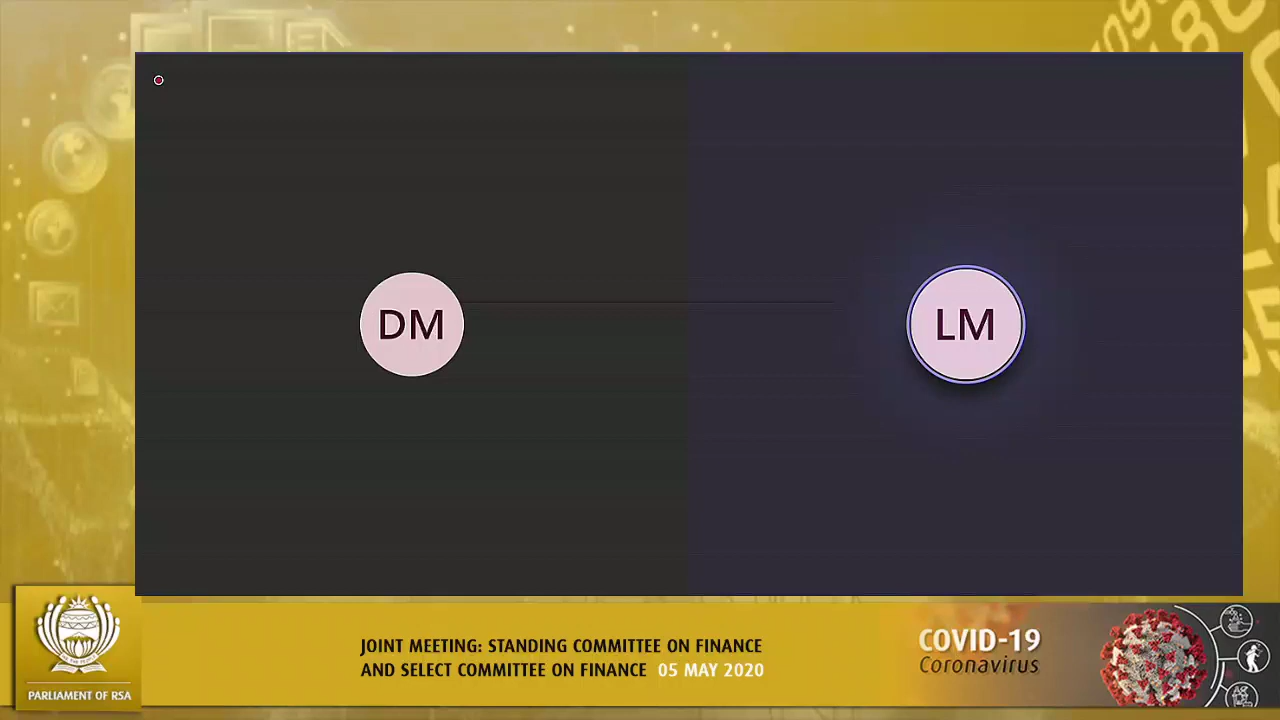 DM
LM
JOINT MEETING: STANDING COMMITTEE ON FINANCE
AND SELECT COMMITTEE ON FINANCE 05 MAY 2020
COVID-19
Coronavirus
PARLIAMENT OF RSA